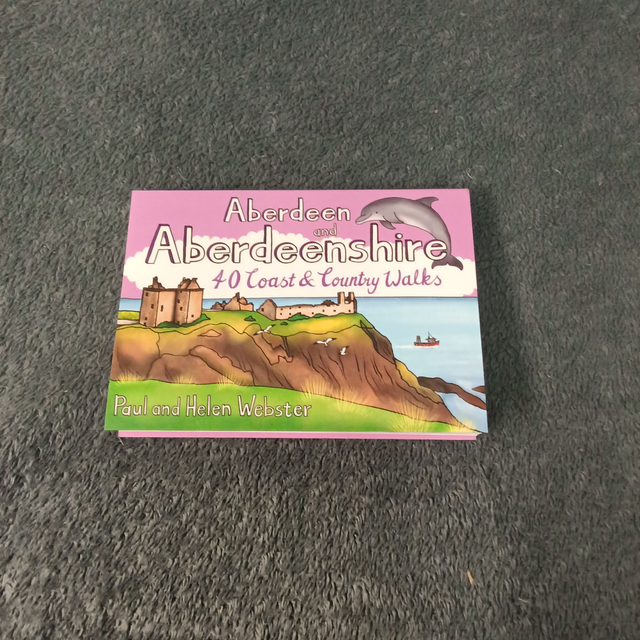 Aberdeen
and
Aberdeenshire
40 Coast & Country Walks
Paul and Helen Webster